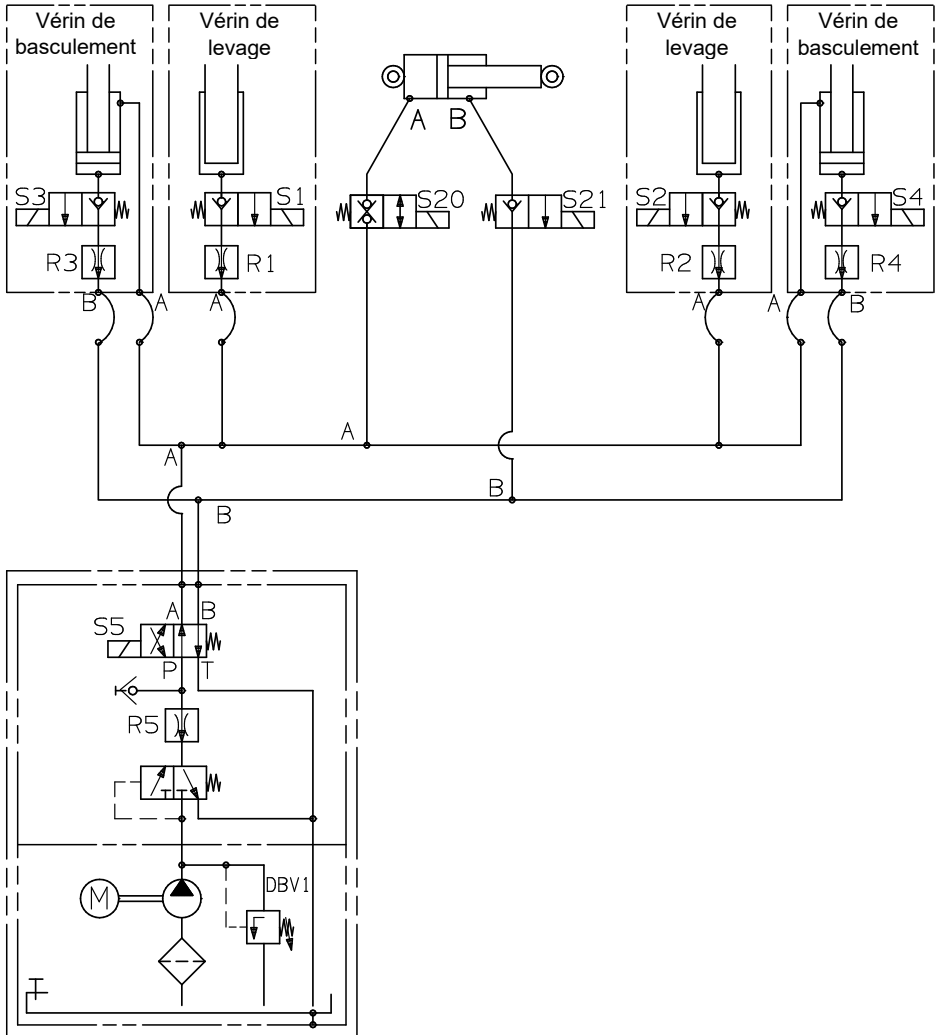 Vérin de
basculement
Vérin de
levage
Vérin de
levage
Vérin de
basculement
A B
S3
S1
S20
S21
S2
S4
R3
R1
R2
R4
B
A
A
A
A
B
A
A
B
B
A B
S5
P T
R5
DBV1
M